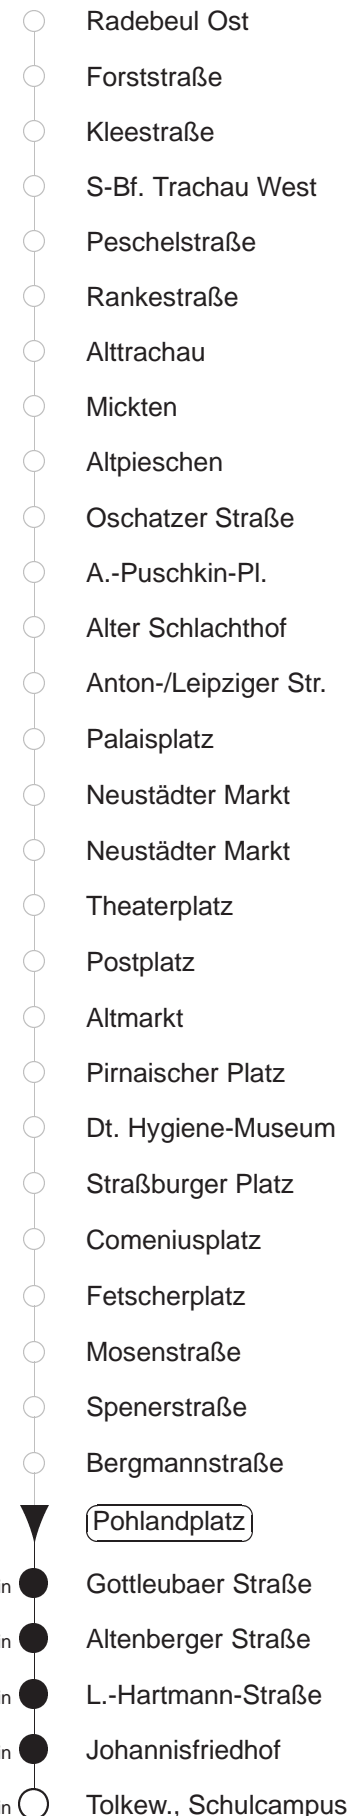 Radebeul Ost
Forststraße
Kleestraße
S-Bf. Trachau West
Peschelstraße
Rankestraße
Alttrachau
Mickten
Altpieschen
Oschatzer Straße
A.-Puschkin-Pl.
Alter Schlachthof
Anton-/Leipziger Str.
Palaisplatz
Neustädter Markt
Neustädter Markt
Theaterplatz
Postplatz
Altmarkt
Pirnaischer Platz
Dt. Hygiene-Museum
Straßburger Platz
Comeniusplatz
Fetscherplatz
Mosenstraße
Spenerstraße
Bergmannstraße
Pohlandplatz
Gottleubaer Straße
Altenberger Straße
L.-Hartmann-Straße
Johannisfriedhof
Tolkew., Schulcampus